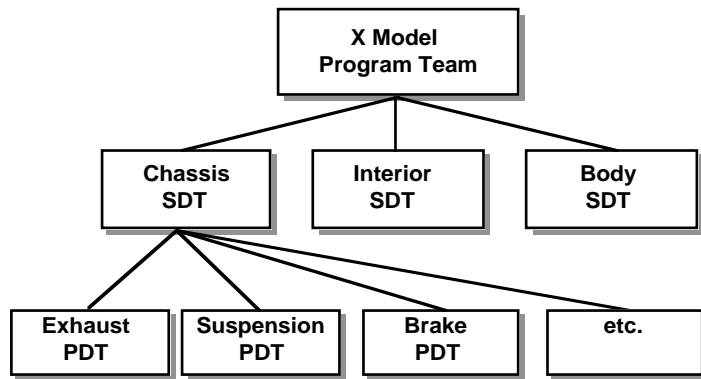 X Model
Program Team
Chassis
SDT
Interior
SDT
Body
SDT
Exhaust
PDT
Suspension
PDT
Brake
PDT
etc.